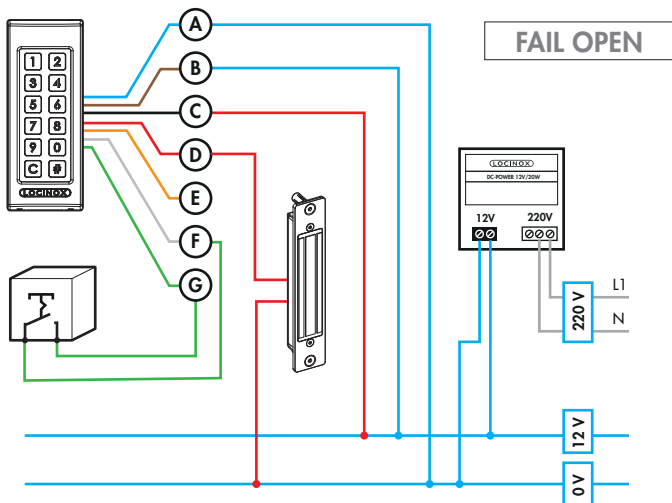 FAIL OPEN
A
B
C
D
E
F
G
1 2
3 4
5 6
7 8
9 0
C #
LOCINOX
LOCINOX
DC-POWER 12V/20W
12V 220V
220 V
L1
N
12 V
0 V